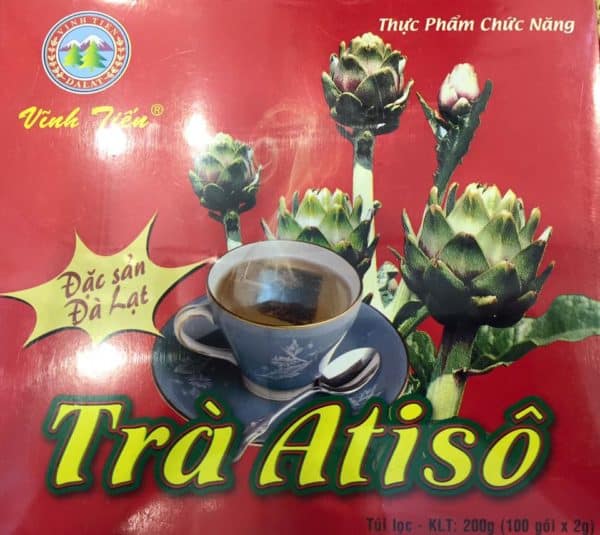 Thực Phẩm Chức Năng
VĨNH TIẾN
DALAT
Vĩnh Tiến®
Đặc sản
Đà Lạt
Trà Atisô
Túi lọc - KLT: 200g (100 gói x 2g)